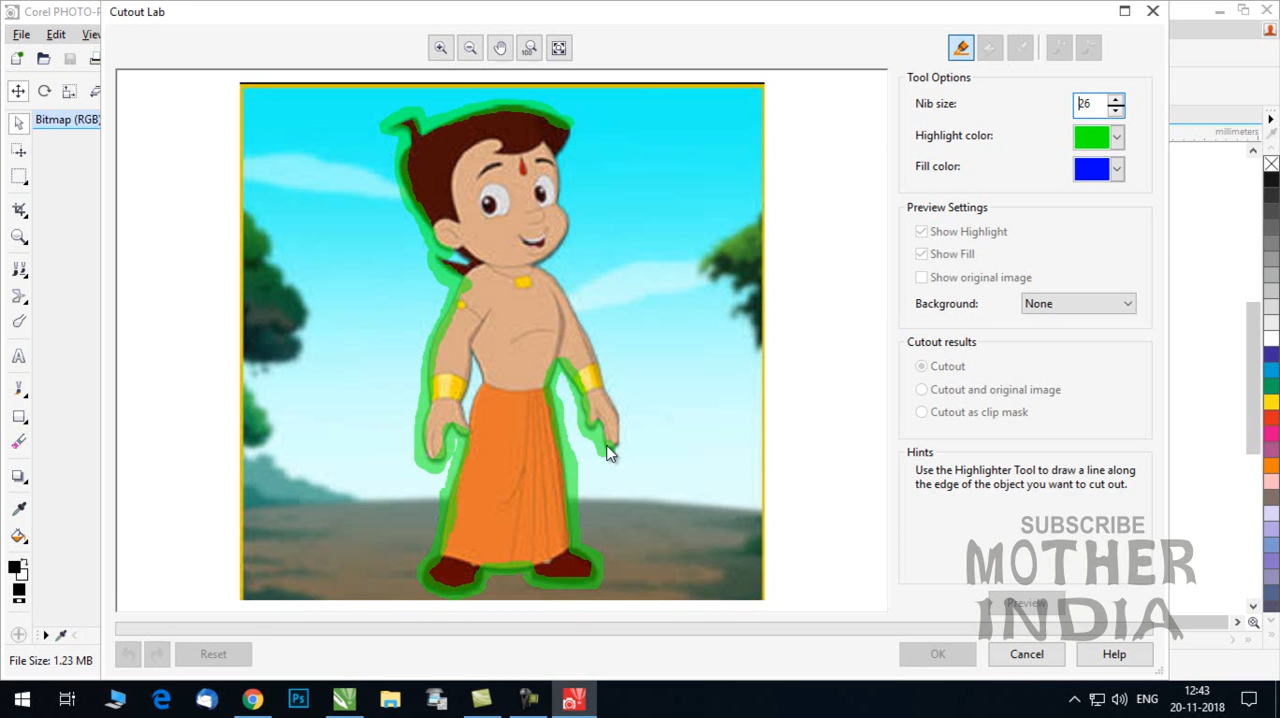 Corel PHOTO-P
Cutout Lab
File Edit Viev
Bitmap (RGB)
100
Tool Options
Nib size: 26
Highlight color:
Fill color:
Preview Settings
Show Highlight
Show Fill
Show original image
Background: None
Cutout results
Cutout
Cutout and original image
Cutout as clip mask
Hints
Use the Highlighter Tool to draw a line along
the edge of the object you want to cut out.
Preview
SUBSCRIBE
MOTHER
INDIA
millimeters
Reset
OK Cancel Help
File Size: 1.23 MB
Ps
ENG
12:43
20-11-2018